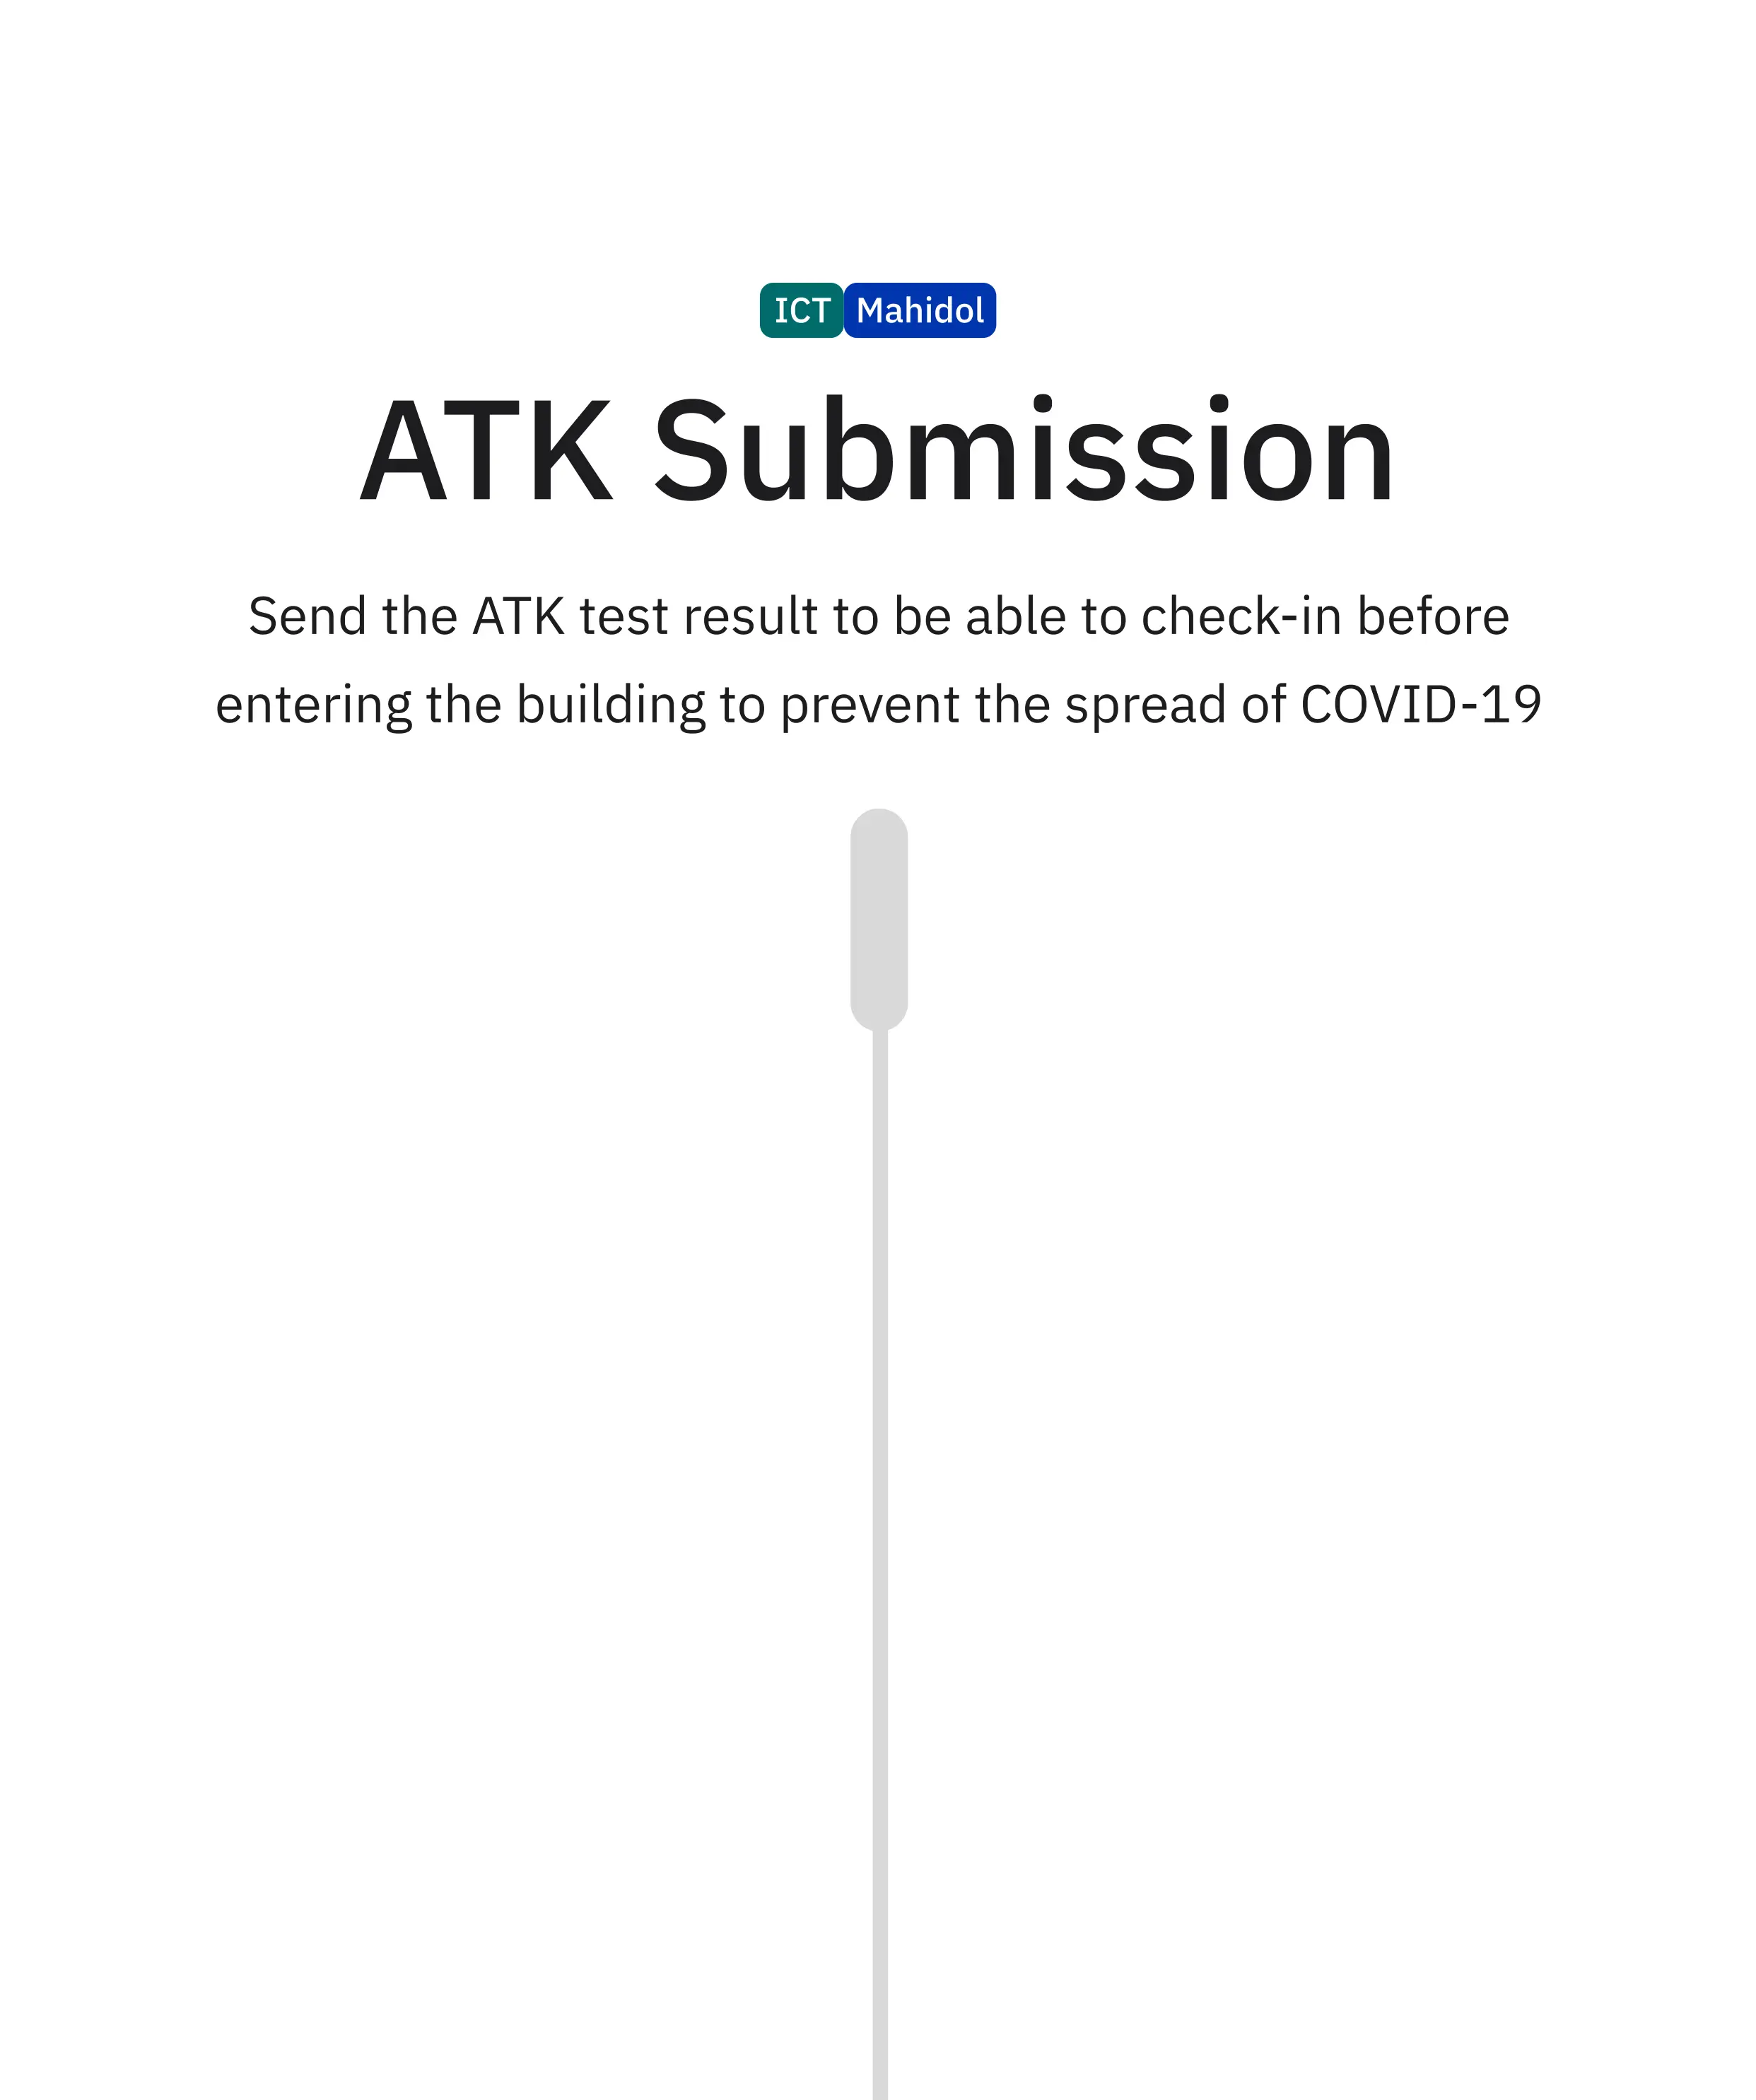 ICT Mahidol
ATK Submission
Send the ATK test result to be able to check-in before
entering the building to prevent the spread of COVID-19